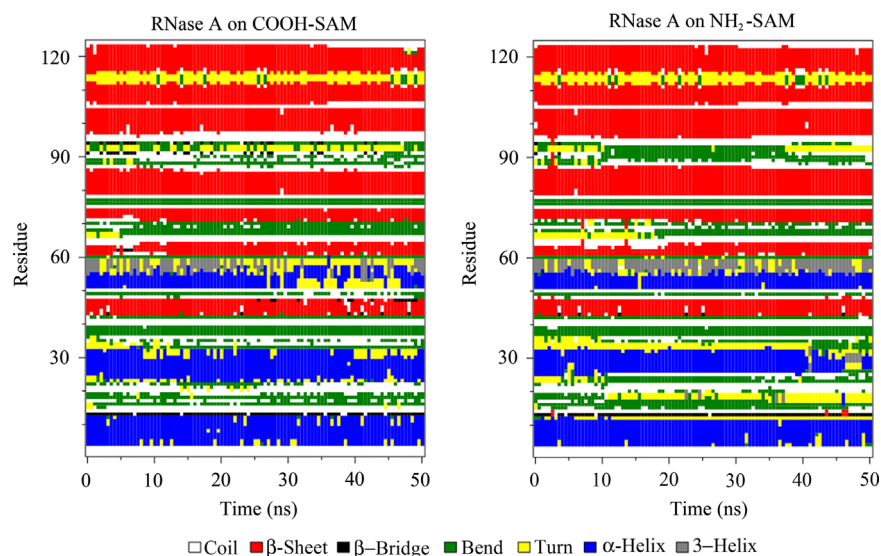 RNase A on COOH-SAM
RNase A on NH₂-SAM
120
90
60
30
Residue
0 10 20 30 40 50
Time (ns)
120
90
60
30
Residue
0 10 20 30 40 50
Time (ns)
Coil β-Sheet β–Bridge Bend Turn α-Helix 3–Helix